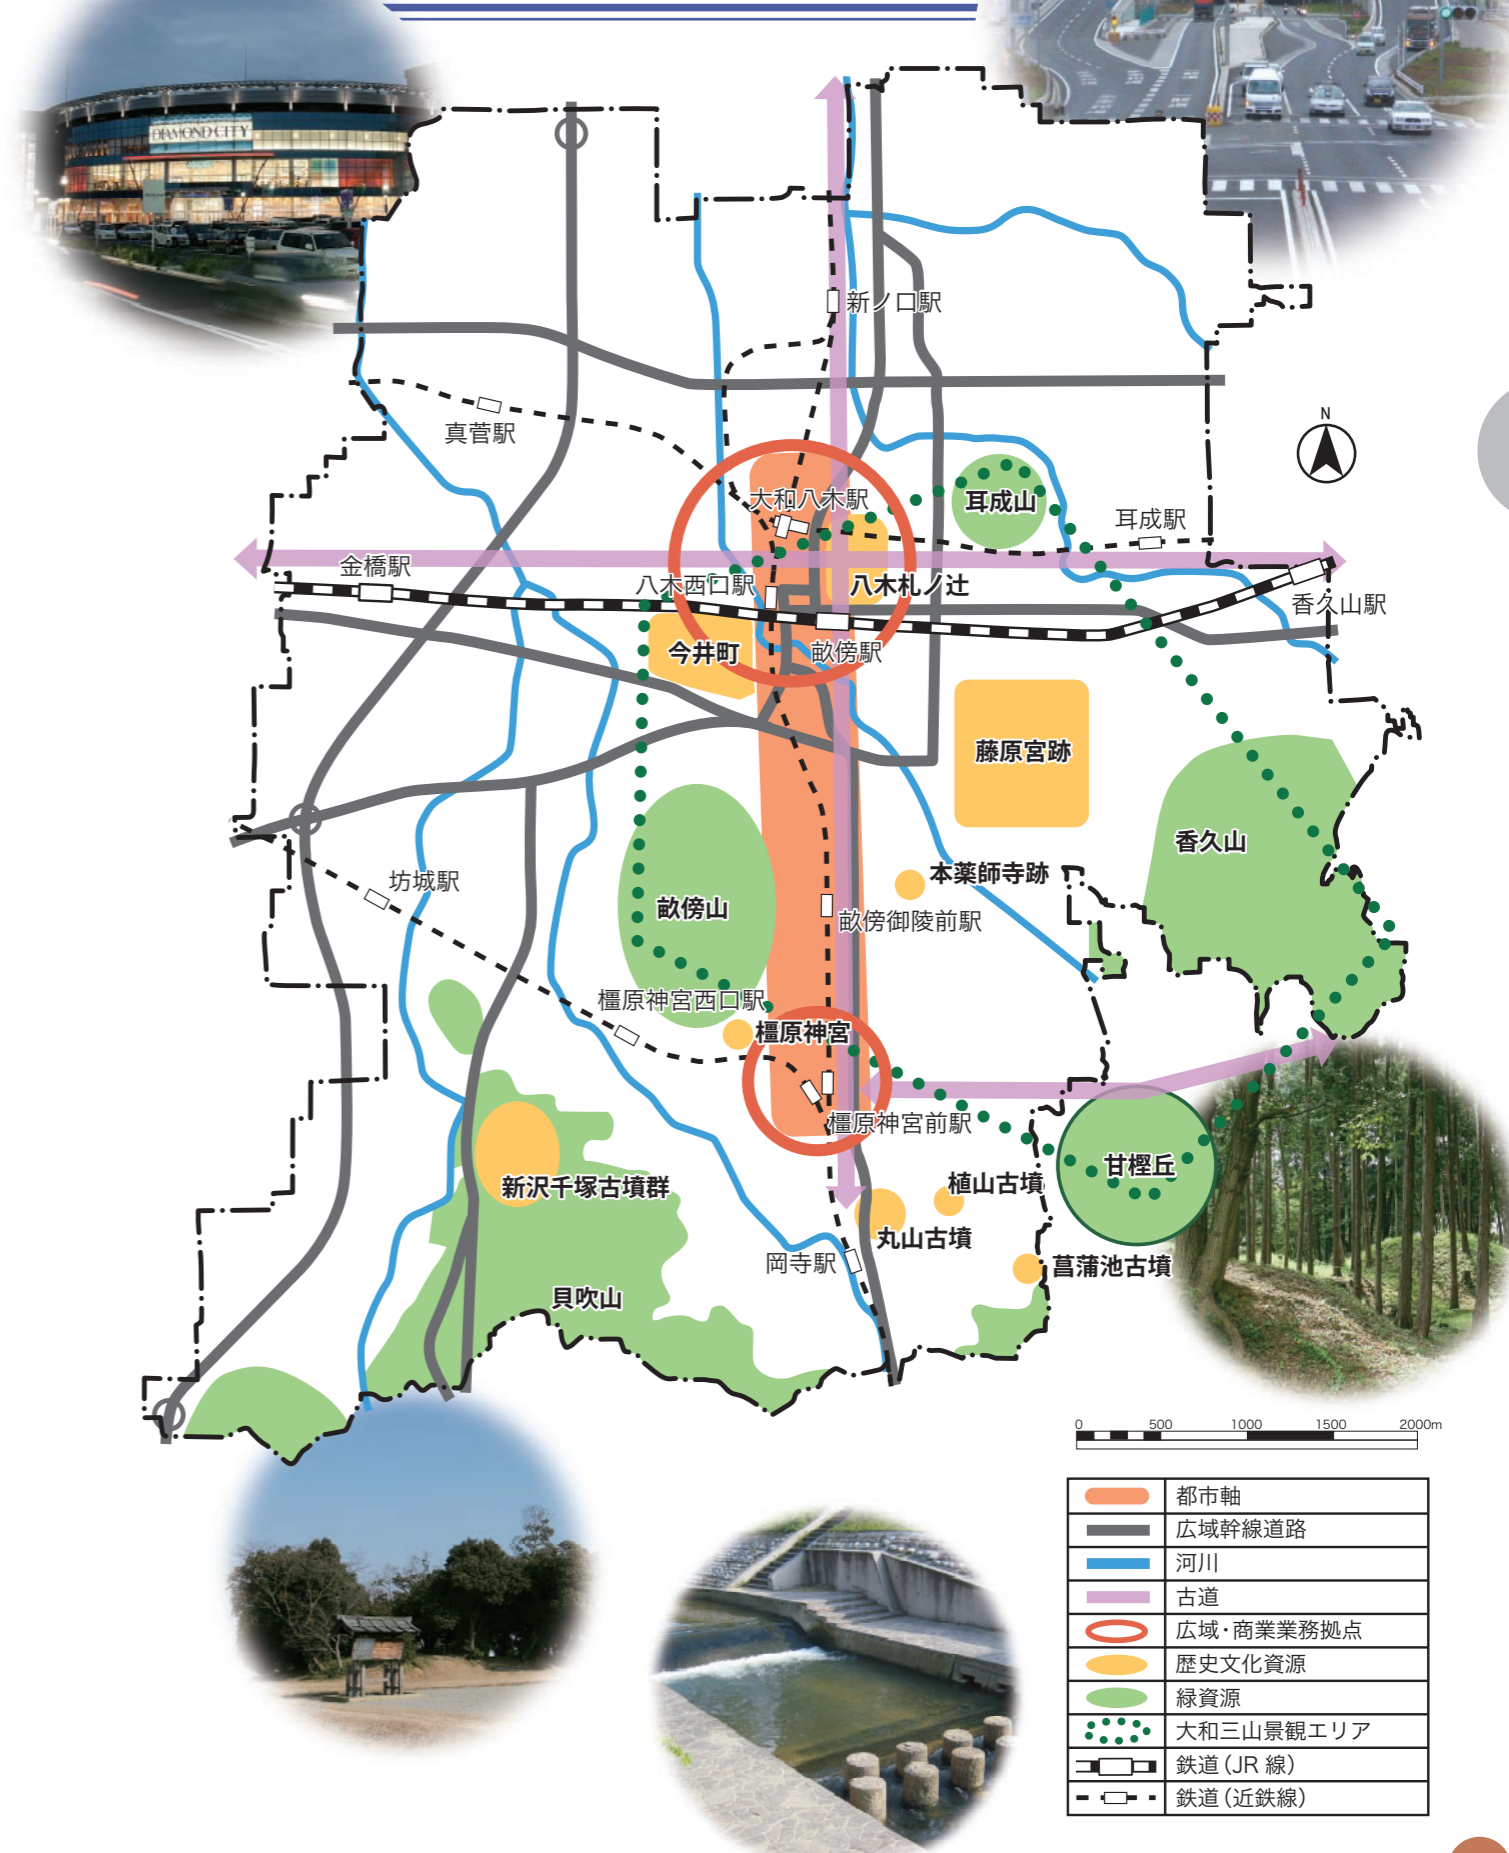 DIAMOND CITY
新ノ口駅
N
真菅駅
大和八木駅
耳成山
耳成駅
金橋駅
八木西口駅
八木札ノ辻
香久山駅
今井町
畝傍駅
藤原宮跡
香久山
本薬師寺跡
坊城駅
畝傍山
畝傍御陵前駅
橿原神宮西口駅
橿原神宮
橿原神宮前駅
甘樫丘
新沢千塚古墳群
植山古墳
丸山古墳
岡寺駅
菖蒲池古墳
貝吹山
0 500 1000 1500 2000m
都市軸
広域幹線道路
河川
古道
広域・商業業務拠点
歴史文化資源
緑資源
大和三山景観エリア
鉄道（JR 線）
鉄道（近鉄線）